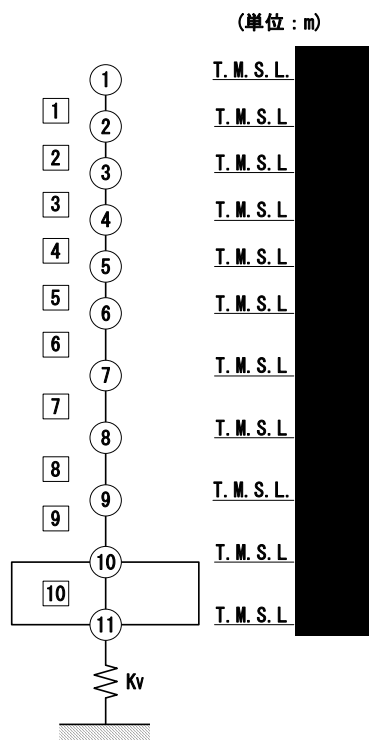 (単位：m)
① T.M.S.L.
1
② T.M.S.L
2
③ T.M.S.L
3
④ T.M.S.L
4
⑤ T.M.S.L
5
⑥ T.M.S.L
6
⑦ T.M.S.L
7
⑧ T.M.S.L
8
⑨ T.M.S.L.
9
⑩ T.M.S.L
10
⑪ T.M.S.L
Kv